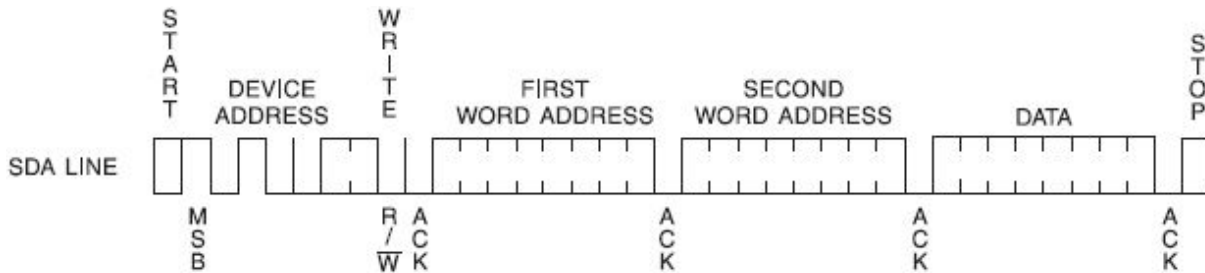 START
WRITE
STOP
DEVICE
ADDRESS
FIRST
WORD ADDRESS
SECOND
WORD ADDRESS
DATA
SDA LINE
MSB
R/W
ACK
ACK
ACK
ACK